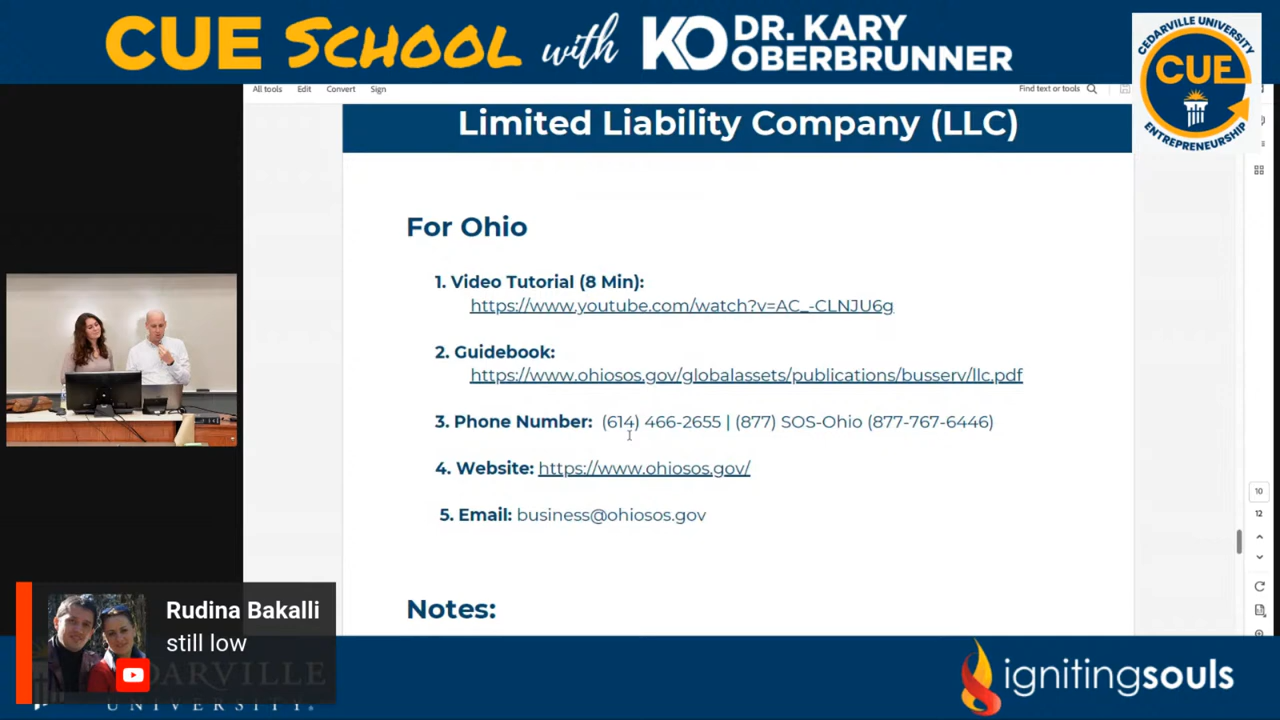 CUE SCHOOL with KO DR. KARY OBERBRUNNER
CEDARVILLE UNIVERSITY
CUE
ENTREPRENEURSHIP
All tools Edit Convert Sign Find text or tools
Limited Liability Company (LLC)
For Ohio
1. Video Tutorial (8 Min):
https://www.youtube.com/watch?v=AC_-CLNJU6g
2. Guidebook:
https://www.ohiosos.gov/globalassets/publications/busserv/llc.pdf
3. Phone Number: (614) 466-2655 | (877) SOS-Ohio (877-767-6446)
4. Website: https://www.ohiosos.gov/
5. Email: business@ohiosos.gov
10
12
Notes:
Rudina Bakalli
still low
DARVILLE
UNIVERSITY.
ignitingsouls